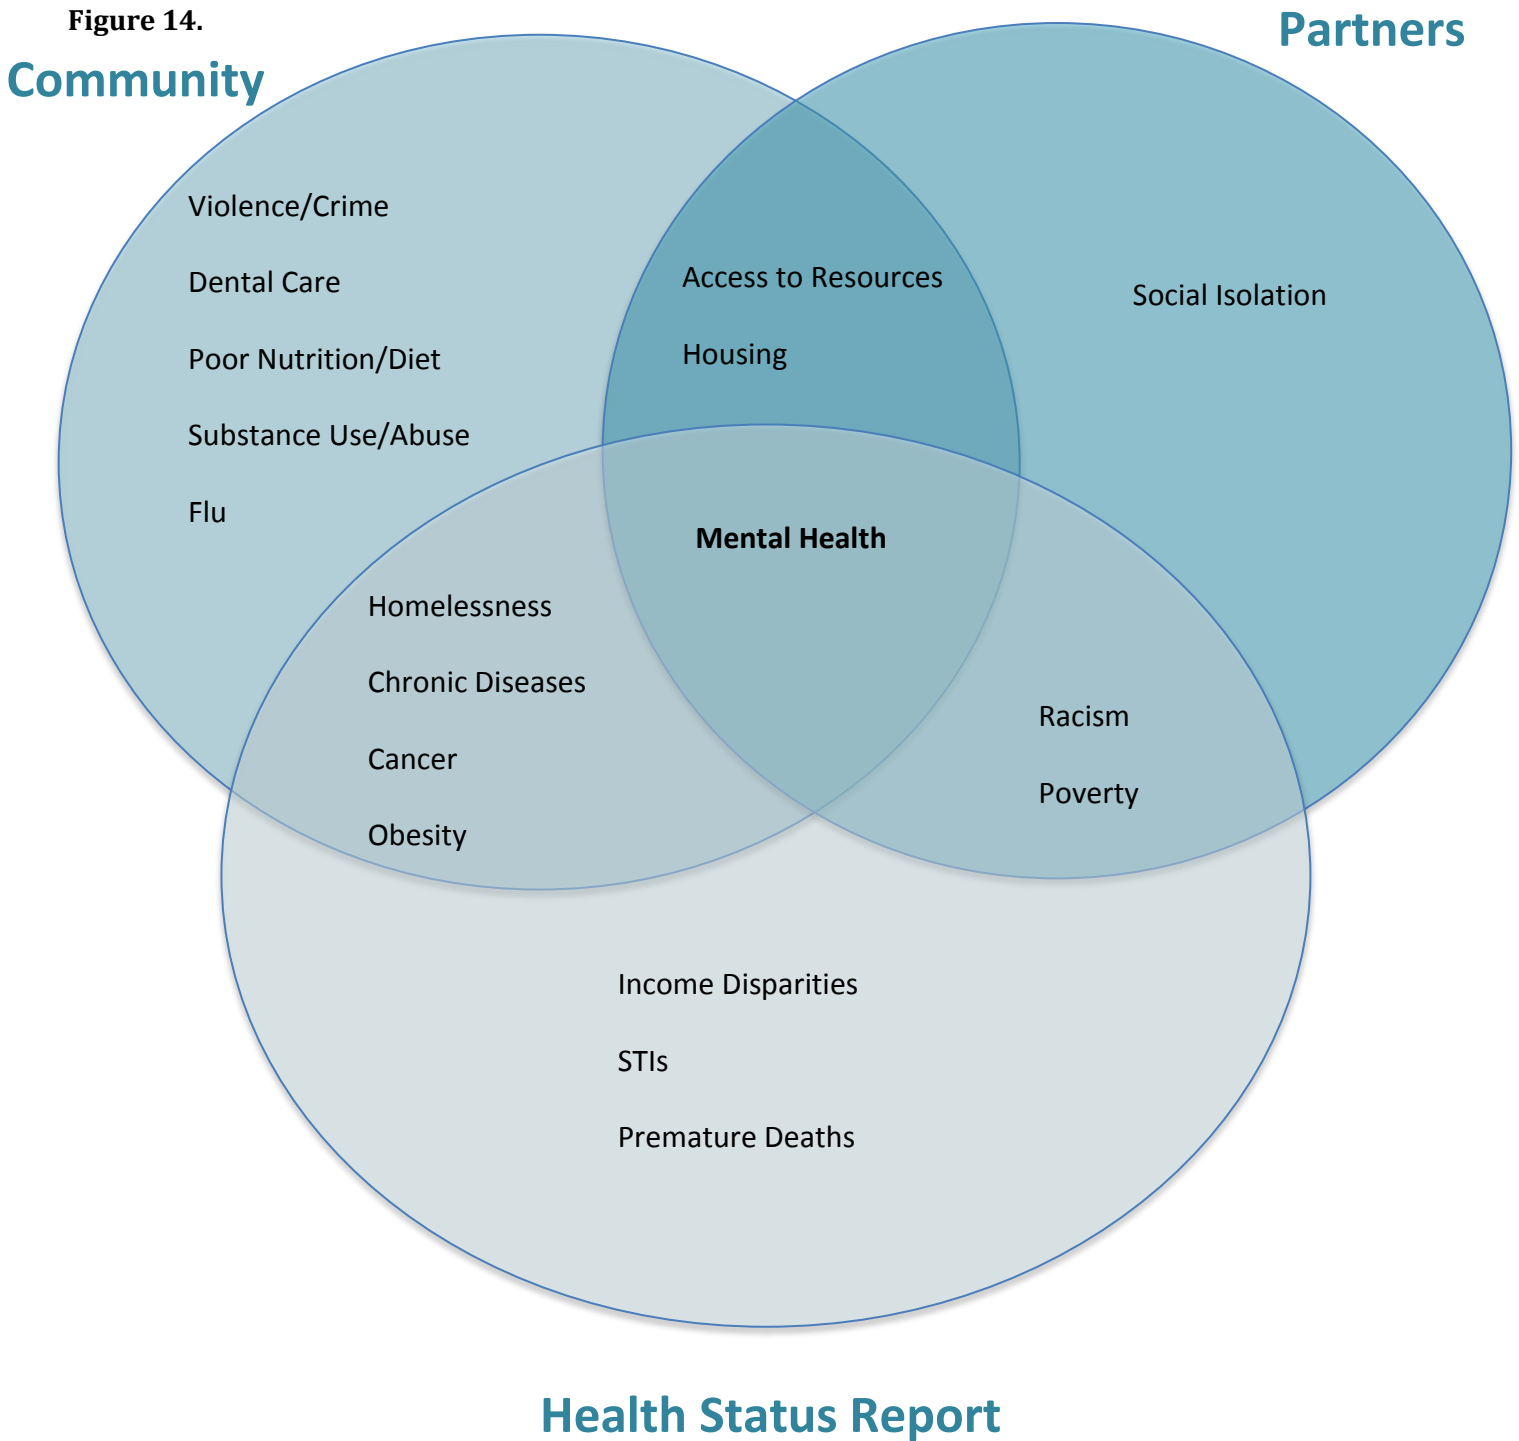 Figure 14.
Partners
Community
Violence/Crime
Dental Care
Poor Nutrition/Diet
Substance Use/Abuse
Flu
Access to Resources
Housing
Social Isolation
Mental Health
Homelessness
Chronic Diseases
Cancer
Obesity
Racism
Poverty
Income Disparities
STIs
Premature Deaths
Health Status Report